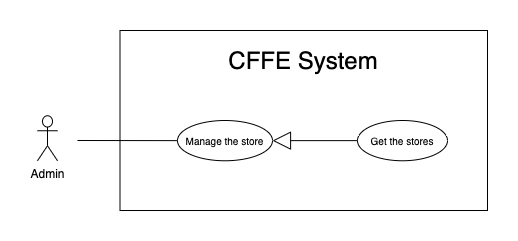 CFFE System
Manage the store
Get the stores
Admin